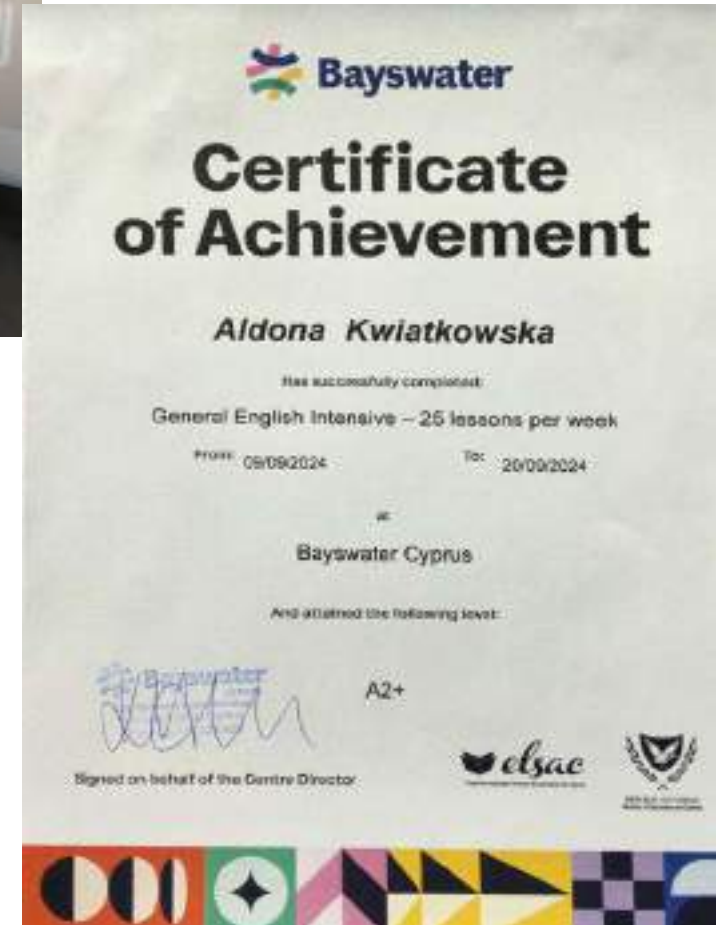 Bayswater
Certificate
of Achievement
Aldona Kwiatkowska
Has successfully completed:
General English Intensive – 25 lessons per week
From: 09/09/2024 To: 20/09/2024
at
Bayswater Cyprus
And attained the following level:
Bayswater
A2+
Signed on behalf of the Centre Director
elsac